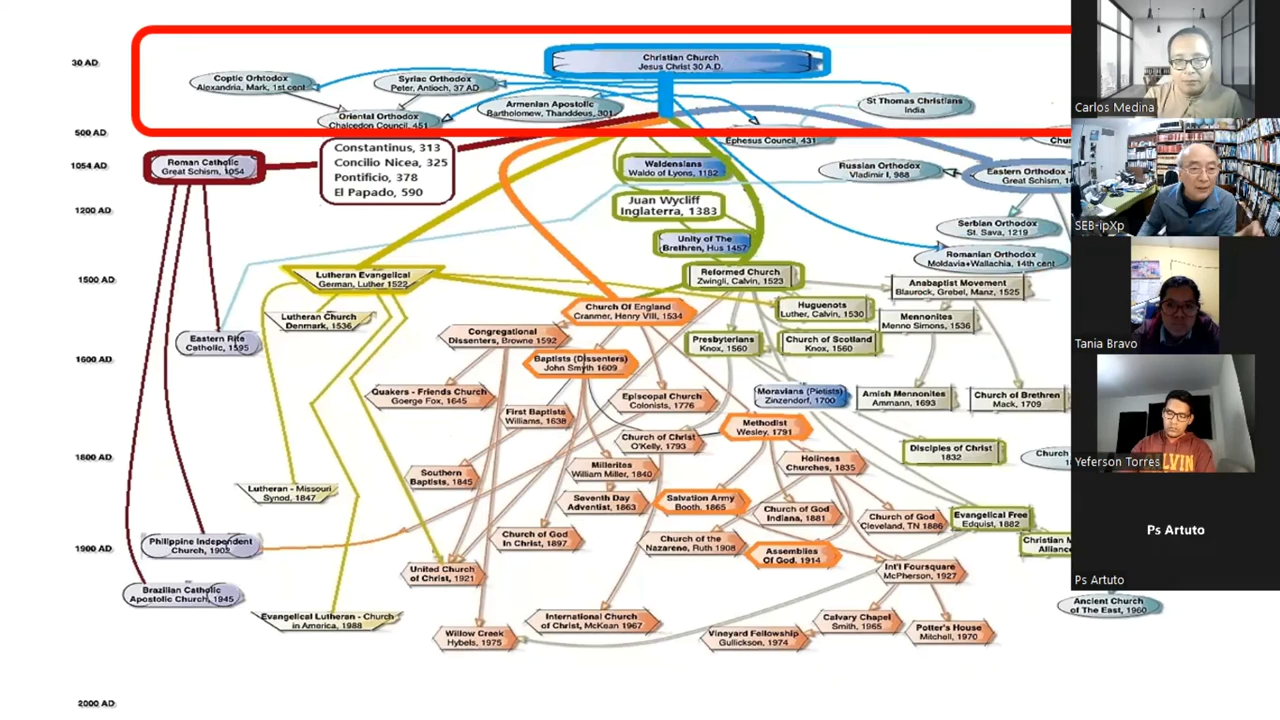 30 AD
Christian Church
Jesus Christ 30 A.D.
Coptic Orhtodox
Alexandria, Mark, 1st cent
Syriac Orthodox
Peter, Antioch, 37 AD
Armenian Apostolic
Bartholomew, Thanddeus, 301
St Thomas Christians
India
Oriental Orthodox
Chalcedon Council, 451
500 AD
Ephesus Council, 431
Constantinus, 313
Concilio Nicea, 325
Pontificio, 378
El Papado, 590
1054 AD
Roman Catholic
Great Schism, 1054
Waldensians
Waldo of Lyons, 1182
Russian Orthodox
Vladimir I, 988
Eastern Orthodox
Great Schism, 1
1200 AD
Juan Wycliff
Inglaterra, 1383
Serbian Orthodox
St. Sava, 1219
Unity of The
Brethren, Hus 1457
Romanian Orthodox
Moldavia+Wallachia, 14th cent
1500 AD
Lutheran Evangelical
German, Luther 1522
Reformed Church
Zwingli, Calvin, 1523
Anabaptist Movement
Blaurock, Grebel, Manz, 1525
Church Of England
Cranmer, Henry VIII, 1534
Huguenots
Luther, Calvin, 1530
Lutheran Church
Denmark, 1536
Mennonites
Menno Simons, 1536
Eastern Rite
Catholic, 1595
Congregational
Dissenters, Browne 1592
Presbyterians
Knox, 1560
Church of Scotland
Knox, 1560
1600 AD
Baptists (Dissenters)
John Smyth 1609
Quakers - Friends Church
Goerge Fox, 1645
Episcopal Church
Colonists, 1776
Moravians (Pietists)
Zinzendorf, 1700
Amish Mennonites
Ammann, 1693
Church of Brethren
Mack, 1709
First Baptists
Williams, 1638
Methodist
Wesley, 1791
Church of Christ
O'Kelly, 1793
1800 AD
Disciples of Christ
1832
Church
Southern
Baptists, 1845
Millerites
William Miller, 1840
Holiness
Churches, 1835
Lutheran - Missouri
Synod, 1847
Seventh Day
Adventist, 1863
Salvation Army
Booth. 1865
Church of God
Indiana, 1881
Church of God
Cleveland, TN 1886
Evangelical Free
Edquist, 1882
1900 AD
Philippine Independent
Church, 1902
Church of God
In Christ, 1897
Church of the
Nazarene, Ruth 1908
Assemblies
Of God. 1914
Christian M
Alliance
United Church
of Christ, 1921
Int'l Foursquare
McPherson, 1927
Brazilian Catholic
Apostolic Church, 1945
Ancient Church
of The East, 1960
Evangelical Lutheran - Church
in America, 1988
International Church
of Christ, McKean 1967
Calvary Chapel
Smith, 1965
Willow Creek
Hybels, 1975
Vineyard Fellowship
Gullickson, 1974
Potter's House
Mitchell, 1970
2000 AD
Carlos Medina
SEB-ipXp
Tania Bravo
Yeferson Torres
CALVIN
Ps Artuto
Ps Artuto